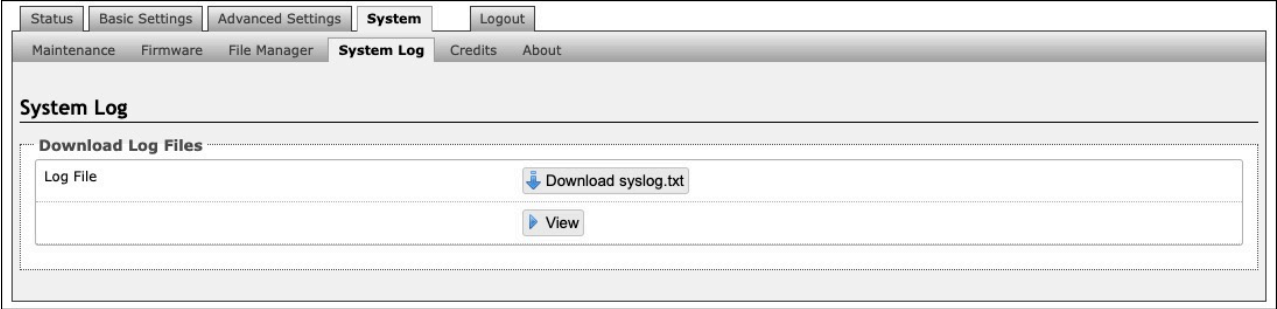 Status Basic Settings Advanced Settings System Logout
Maintenance Firmware File Manager System Log Credits About
System Log
Download Log Files
Log File Download syslog.txt
View